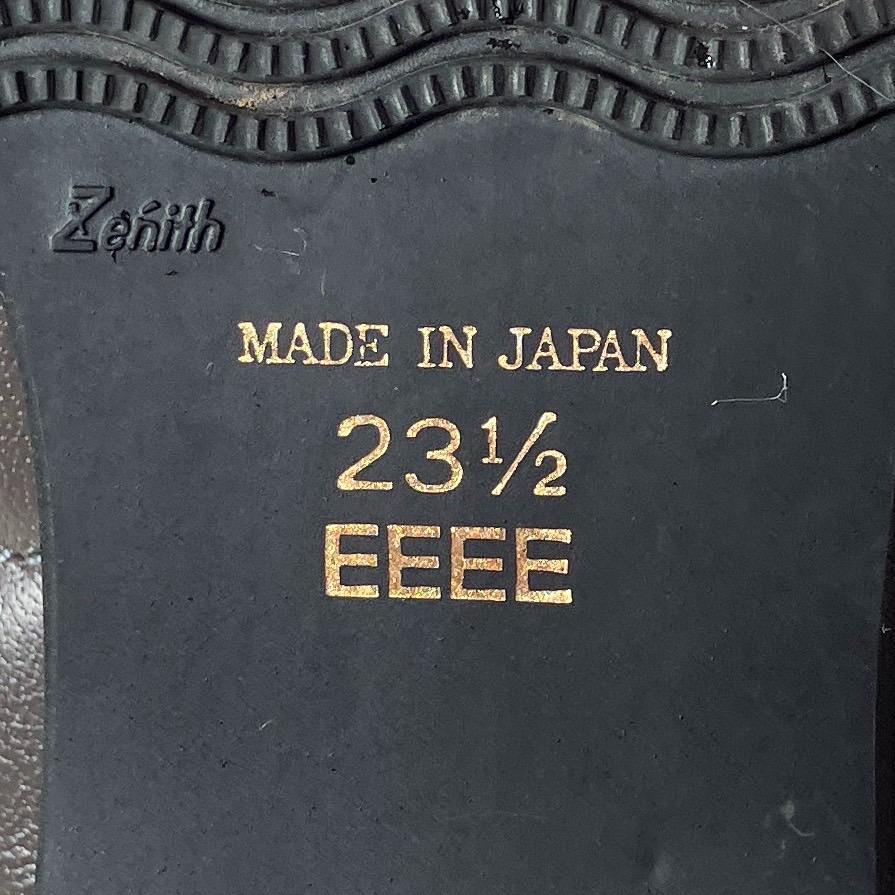 Zenith
MADE IN JAPAN
23½
EEEE